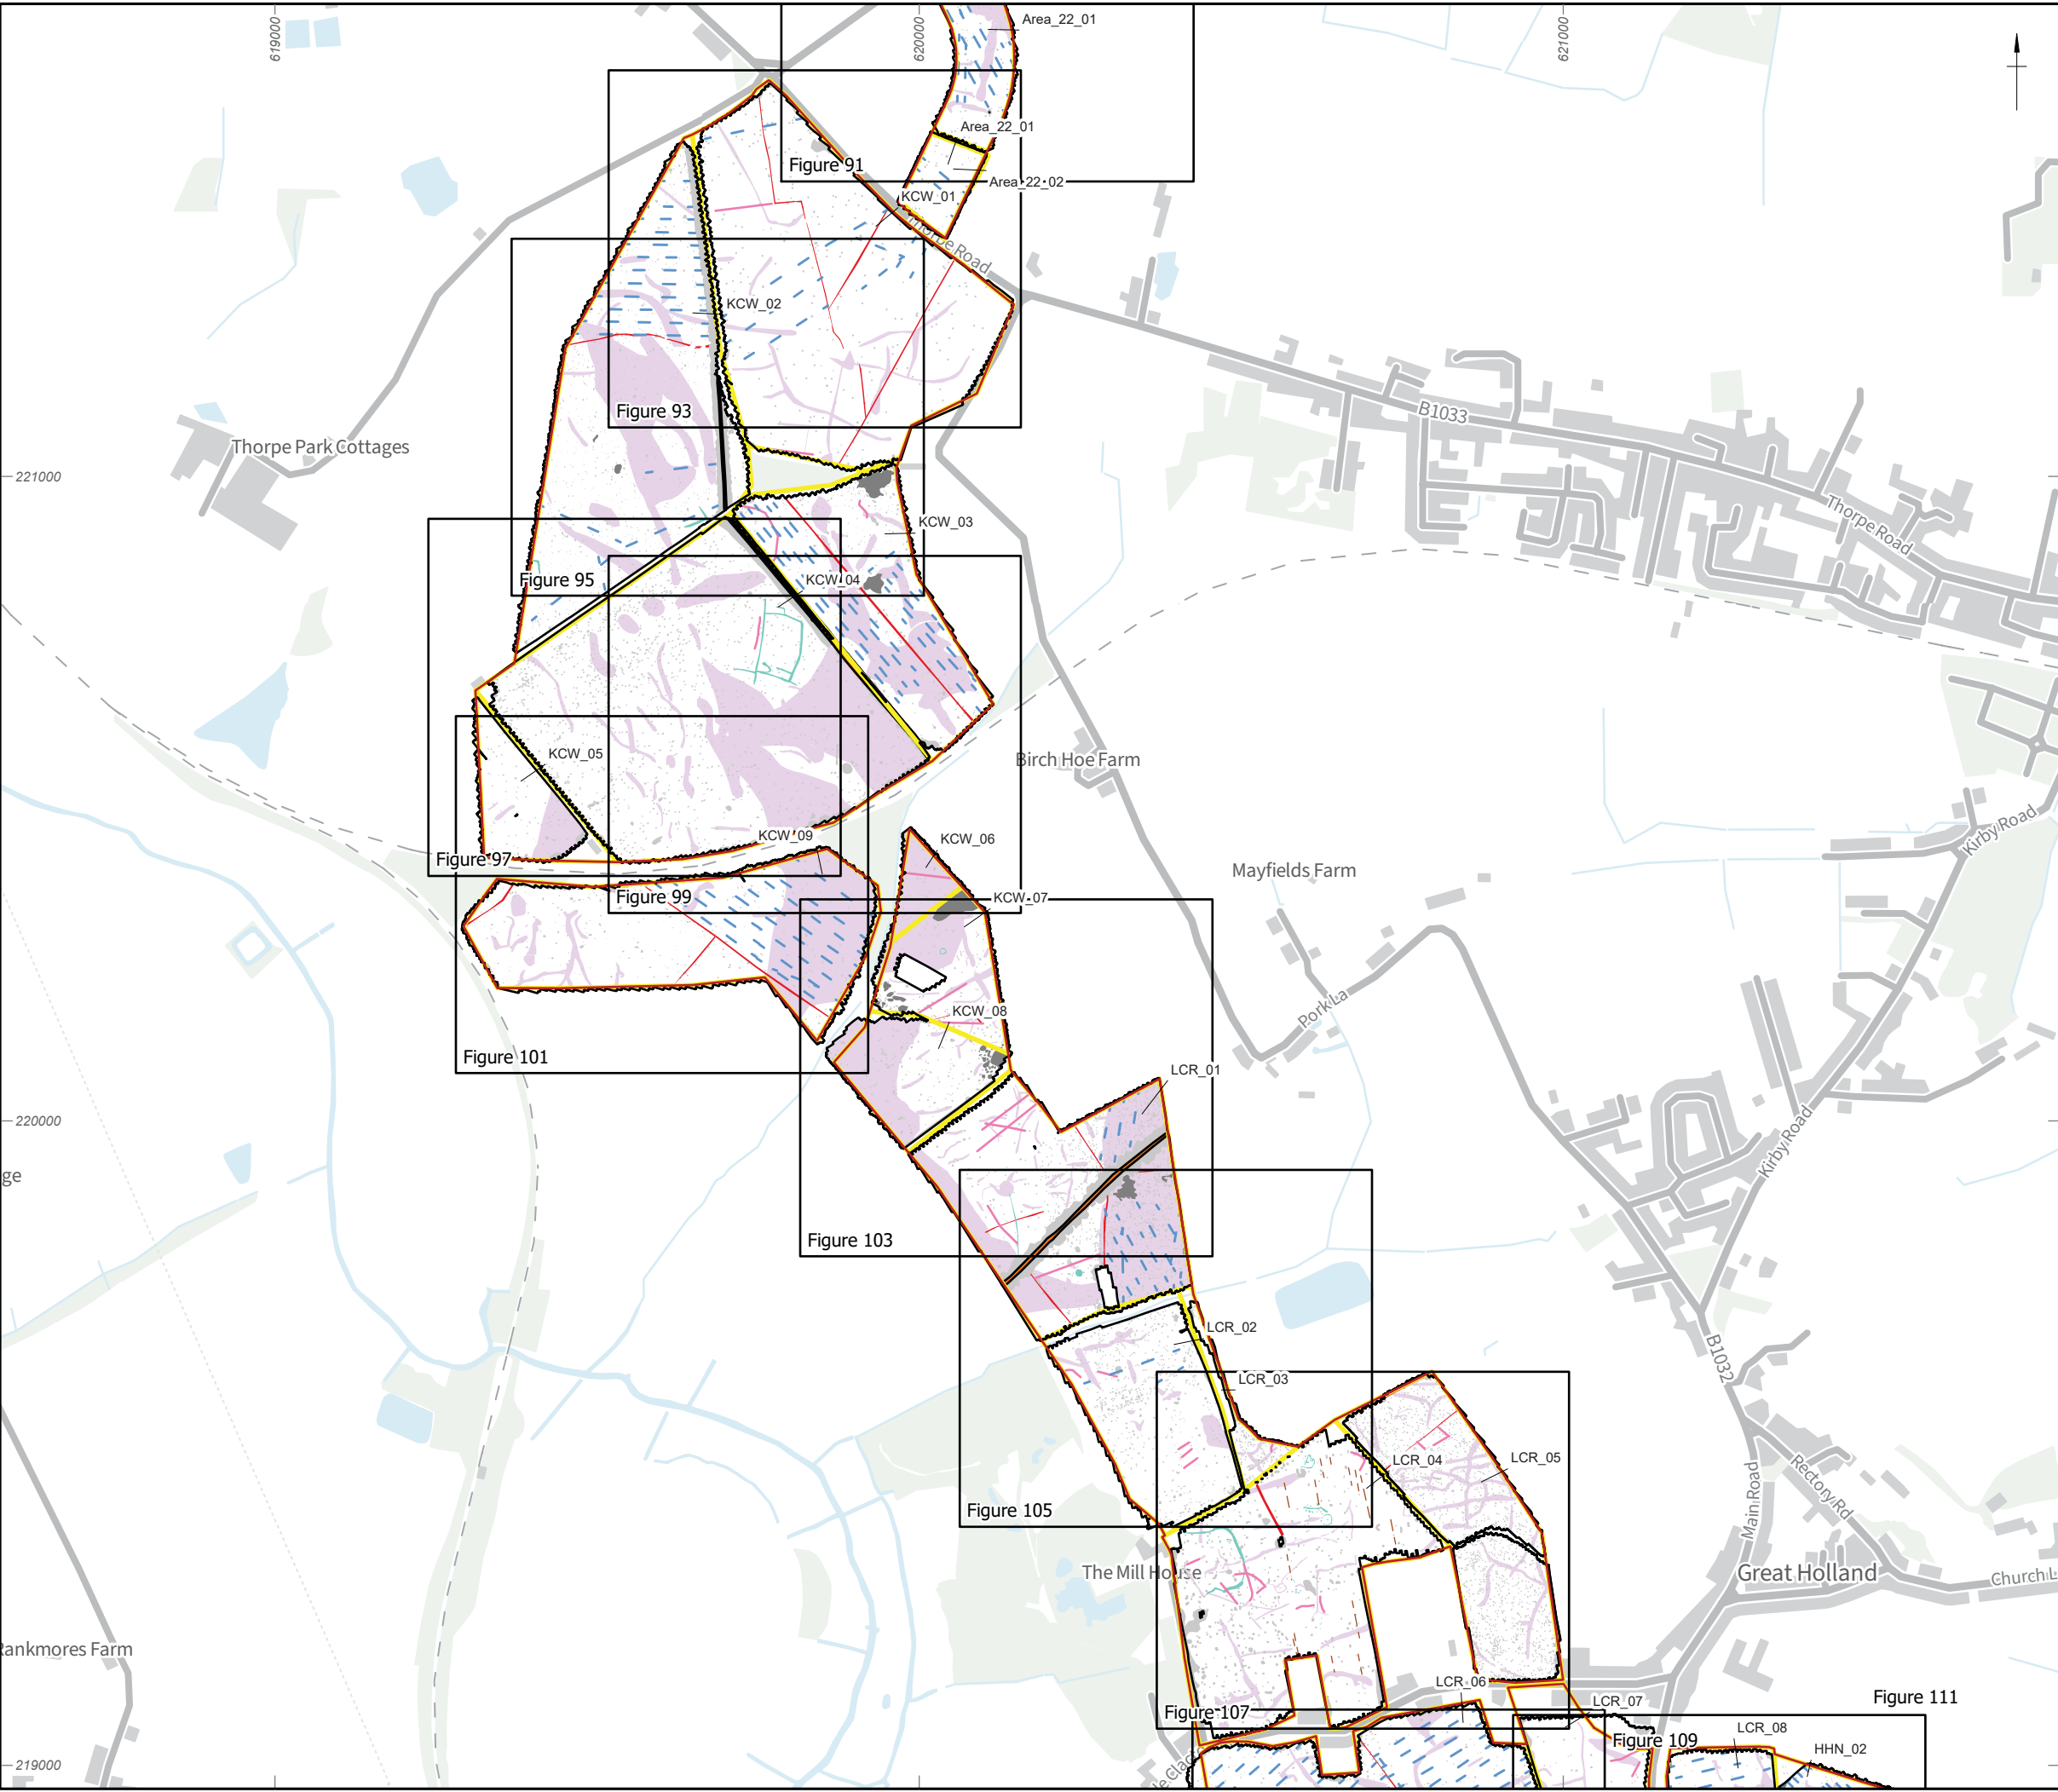 619000
620000
621000
Area_22_01
Area_22_01
Figure 91
Area_22_02
KCW_01
Thorpe Road
KCW_02
Figure 93
B1033
Thorpe Park Cottages
221000
Thorpe Road
KCW_03
Figure 95
KCW_04
KCW_05
Birch Hoe Farm
Kirby Road
KCW_09
KCW_06
Figure 97
Mayfields Farm
Figure 99
KCW_07
Pork La
KCW_08
Figure 101
LCR_01
220000
Kirby Road
ge
Figure 103
LCR_02
B1032
LCR_03
LCR_04
LCR_05
Rectory Rd
Main Road
Figure 105
The Mill House
Great Holland
Church L
Rankmores Farm
LCR_06
Figure 111
LCR_07
Figure 107
LCR_08
Figure 109
HHN_02
219000